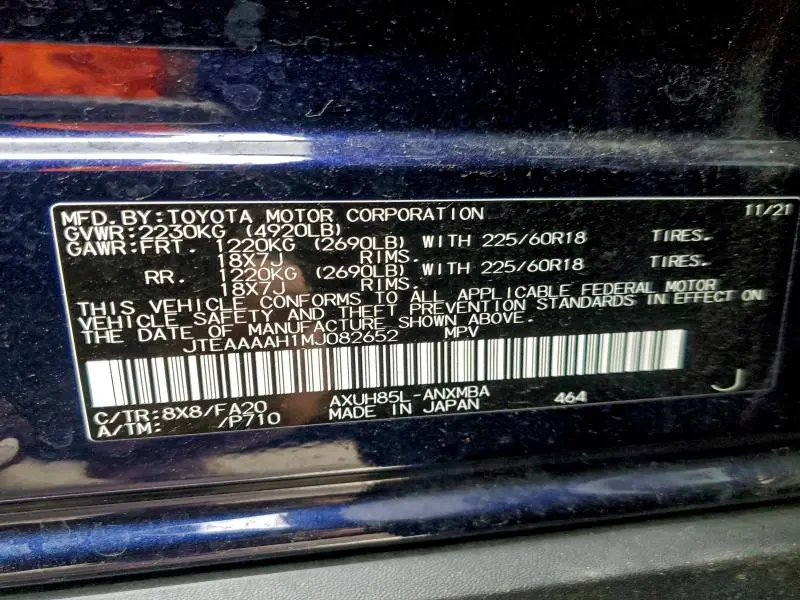 MFD. BY: TOYOTA MOTOR CORPORATION 11/21
GVWR: 2230KG (4920LB)
GAWR: FRT. 1220KG (2690LB) WITH 225/60R18 TIRES.
18X7J RIMS.
RR. 1220KG (2690LB) WITH 225/60R18 TIRES.
18X7J RIMS.
THIS VEHICLE CONFORMS TO ALL APPLICABLE FEDERAL MOTOR
VEHICLE SAFETY AND THEFT PREVENTION STANDARDS IN EFFECT ON
THE DATE OF MANUFACTURE SHOWN ABOVE.
JTEAAAAH1MJ082652 MPV
C/TR: 8X8/FA20 AXUH85L-ANXMBA 464 J
A/TM: /P710 MADE IN JAPAN